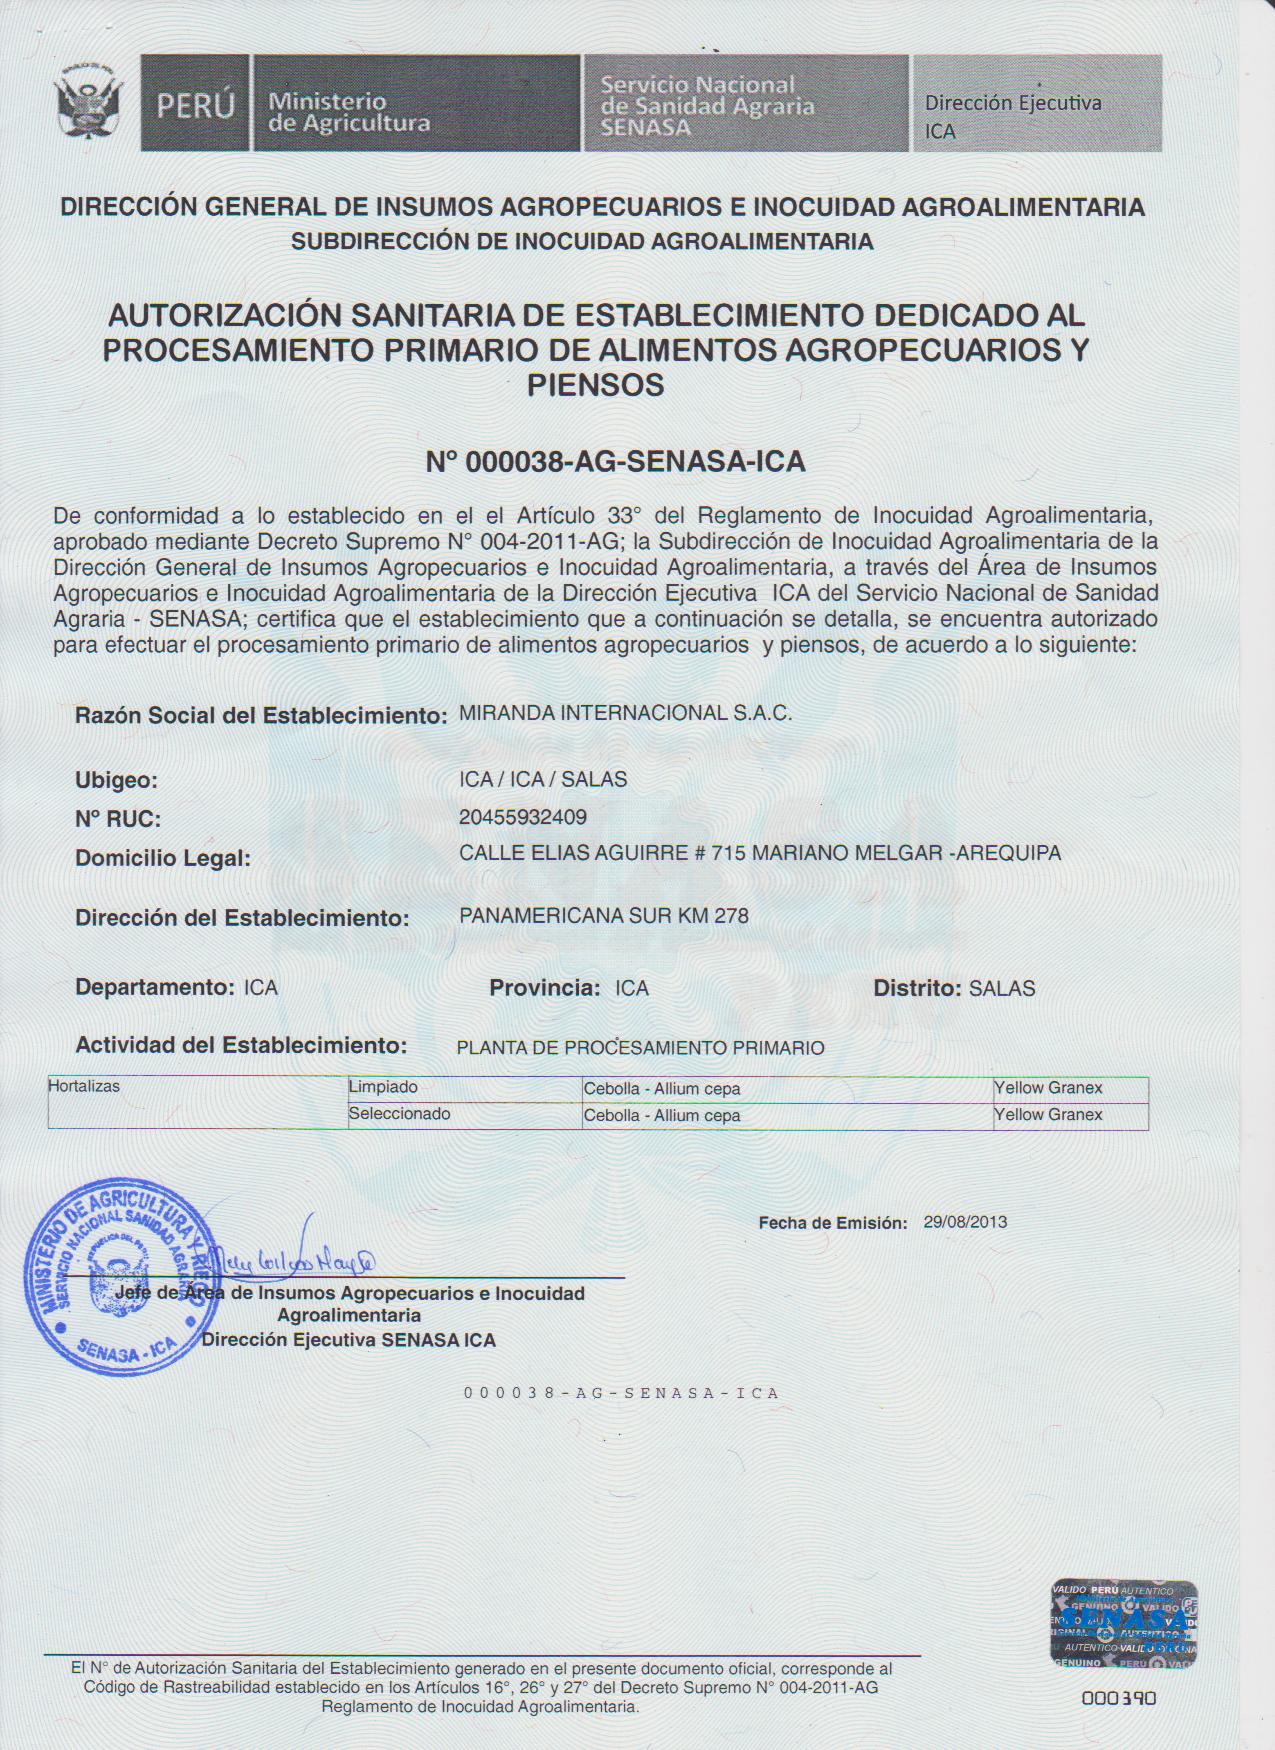 PERÚ
Ministerio
de Agricultura
Servicio Nacional
de Sanidad Agraria
SENASA
Dirección Ejecutiva
ICA
DIRECCIÓN GENERAL DE INSUMOS AGROPECUARIOS E INOCUIDAD AGROALIMENTARIA
SUBDIRECCIÓN DE INOCUIDAD AGROALIMENTARIA
AUTORIZACIÓN SANITARIA DE ESTABLECIMIENTO DEDICADO AL
PROCESAMIENTO PRIMARIO DE ALIMENTOS AGROPECUARIOS Y
PIENSOS
Nº 000038-AG-SENASA-ICA
De conformidad a lo establecido en el el Artículo 33° del Reglamento de Inocuidad Agroalimentaria,
aprobado mediante Decreto Supremo N° 004-2011-AG; la Subdirección de Inocuidad Agroalimentaria de la
Dirección General de Insumos Agropecuarios e Inocuidad Agroalimentaria, a través del Área de Insumos
Agropecuarios e Inocuidad Agroalimentaria de la Dirección Ejecutiva ICA del Servicio Nacional de Sanidad
Agraria - SENASA; certifica que el establecimiento que a continuación se detalla, se encuentra autorizado
para efectuar el procesamiento primario de alimentos agropecuarios y piensos, de acuerdo a lo siguiente:
Razón Social del Establecimiento: MIRANDA INTERNACIONAL S.A.C.
Ubigeo: ICA / ICA / SALAS
Nº RUC: 20455932409
Domicilio Legal: CALLE ELIAS AGUIRRE # 715 MARIANO MELGAR -AREQUIPA
Dirección del Establecimiento: PANAMERICANA SUR KM 278
Departamento: ICA Provincia: ICA Distrito: SALAS
Actividad del Establecimiento: PLANTA DE PROCESAMIENTO PRIMARIO
Hortalizas Limpiado Cebolla - Allium cepa Yellow Granex
Seleccionado Cebolla - Allium cepa Yellow Granex
MINISTERIO DE AGRICULTURA Y RIEGO
SERVICIO NACIONAL SANIDAD AGRARIA
REPUBLICA DEL PERU
SENASA - ICA
Fecha de Emisión: 29/08/2013
Jefe de Área de Insumos Agropecuarios e Inocuidad
Agroalimentaria
Dirección Ejecutiva SENASA ICA
000038-AG-SENASA-ICA
VALIDO PERÚ AUTENTICO
GENUINO VALIDO
SENASA
AUTENTICO
AUTENTICO VALIDO
GENUINO PERÚ
000390
El N° de Autorización Sanitaria del Establecimiento generado en el presente documento oficial, corresponde al
Código de Rastreabilidad establecido en los Artículos 16°, 26° y 27° del Decreto Supremo N° 004-2011-AG
Reglamento de Inocuidad Agroalimentaria.